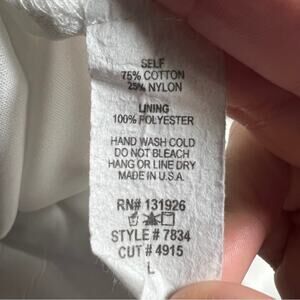 SELF
75% COTTON
25% NYLON
LINING
100% POLYESTER
HAND WASH COLD
DO NOT BLEACH
HANG OR LINE DRY
MADE IN U.S.A.
RN# 131926
STYLE # 7834
CUT # 4915
L